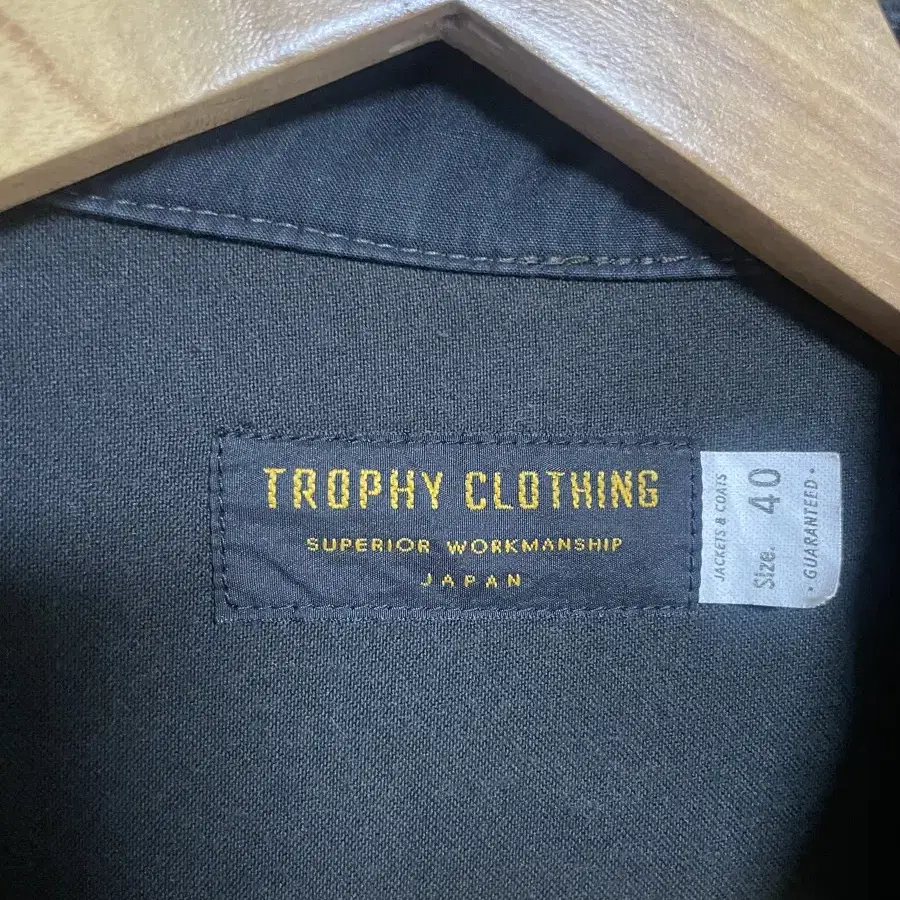 TROPHY CLOTHING
SUPERIOR WORKMANSHIP
JAPAN
JACKETS & COATS
Size. 40
• GUARANTEED •